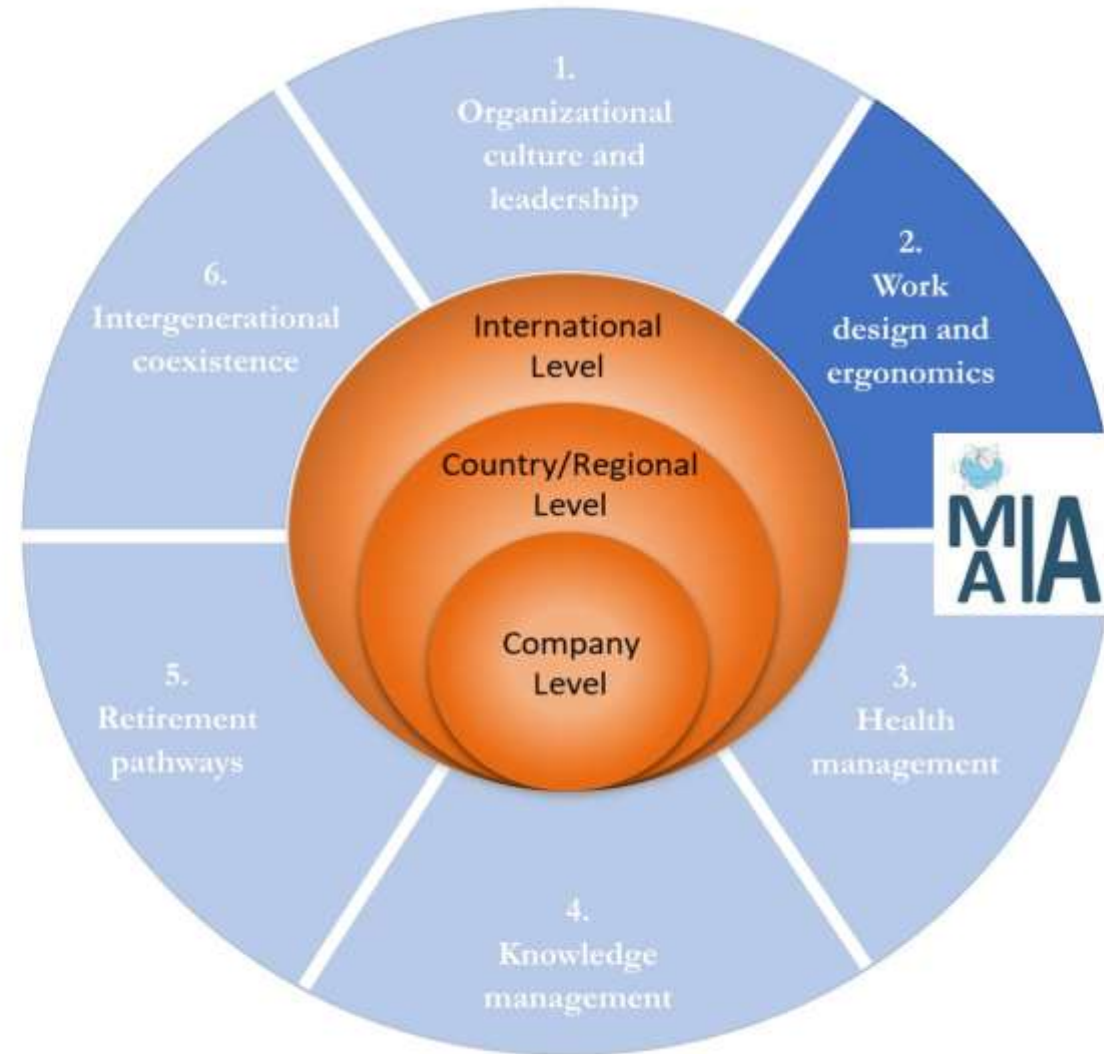 1.
Organizational
culture and
leadership
2.
Work
design and
ergonomics
3.
Health
management
4.
Knowledge
management
5.
Retirement
pathways
6.
Intergenerational
coexistence
International
Level
Country/Regional
Level
Company
Level
MAIA